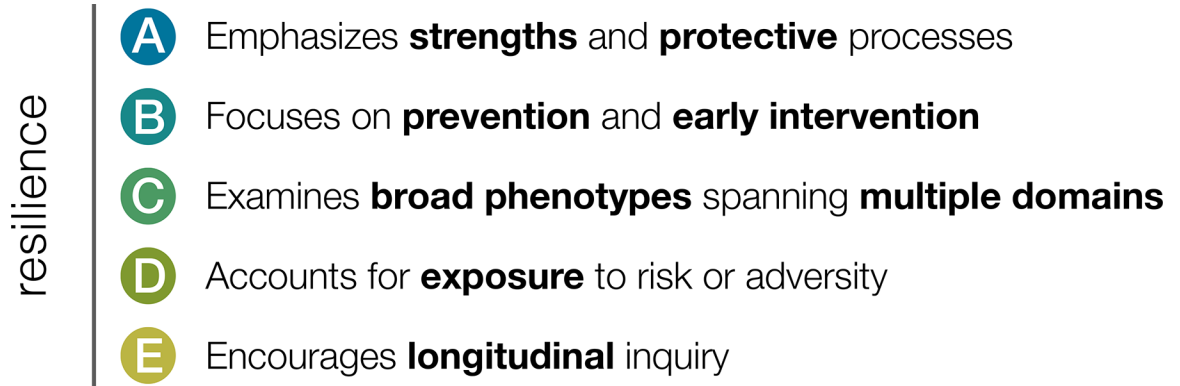 resilience
A Emphasizes strengths and protective processes
B Focuses on prevention and early intervention
C Examines broad phenotypes spanning multiple domains
D Accounts for exposure to risk or adversity
E Encourages longitudinal inquiry